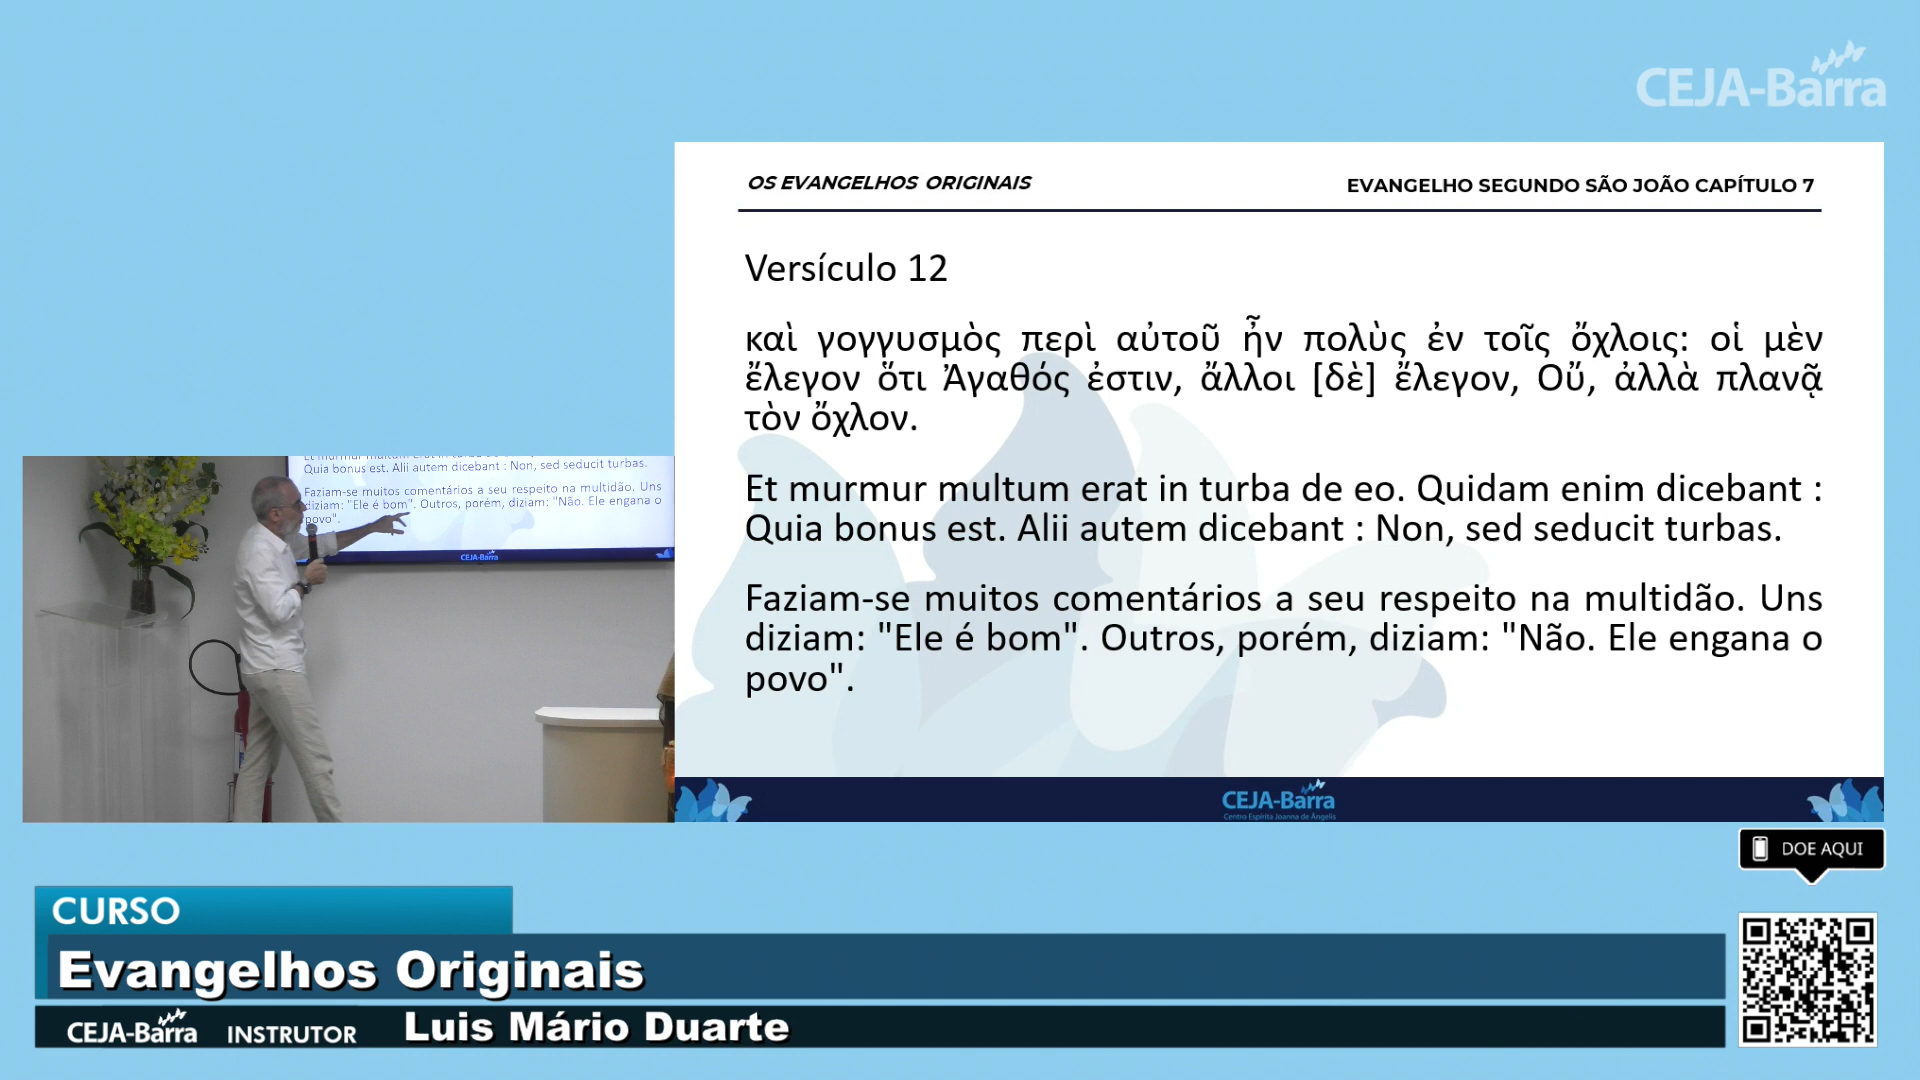 CEJA-Barra
OS EVANGELHOS ORIGINAIS
EVANGELHO SEGUNDO SÃO JOÃO CAPÍTULO 7
Versículo 12
καὶ γογγυσμὸς περὶ αὐτοῦ ἦν πολὺς ἐν τοῖς ὄχλοις: οἱ μὲν
ἔλεγον ὅτι Ἀγαθός ἐστιν, ἄλλοι [δὲ] ἔλεγον, Οὔ, ἀλλὰ πλανᾷ
τὸν ὄχλον.
Et murmur multum erat in turba de eo. Quidam enim dicebant :
Quia bonus est. Alii autem dicebant : Non, sed seducit turbas.
Faziam-se muitos comentários a seu respeito na multidão. Uns
diziam: "Ele é bom". Outros, porém, diziam: "Não. Ele engana o
povo".
CEJA-Barra
Centro Espírita Joanna de Ângelis
Quia bonus est. Alii autem dicebant : Non, sed seducit turbas.
Faziam-se muitos comentários a seu respeito na multidão. Uns
diziam: "Ele é bom". Outros, porém, diziam: "Não. Ele engana o
povo".
CEJA-Barra
DOE AQUI
CURSO
Evangelhos Originais
CEJA-Barra INSTRUTOR Luis Mário Duarte